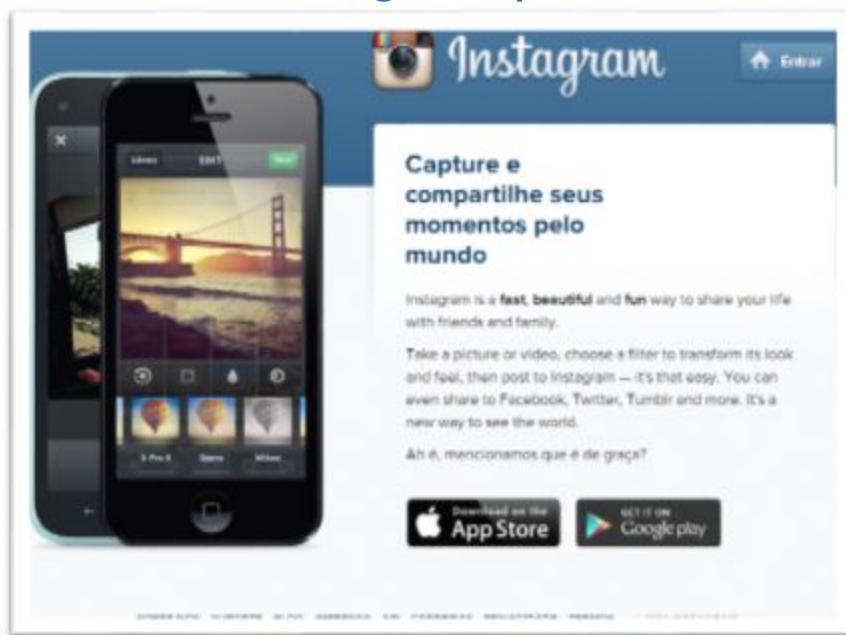 Instagram
Entrar
Library EDIT
Capture e
compartilhe seus
momentos pelo
mundo
Instagram is a fast, beautiful and fun way to share your life
with friends and family.
Take a picture or video, choose a filter to transform its look
and feel, then post to Instagram — it's that easy. You can
even share to Facebook, Twitter, Tumblr and more. It's a
new way to see the world.
Ah é, mencionamos que é de graça?
Download on the
App Store
GET IT ON
Google play